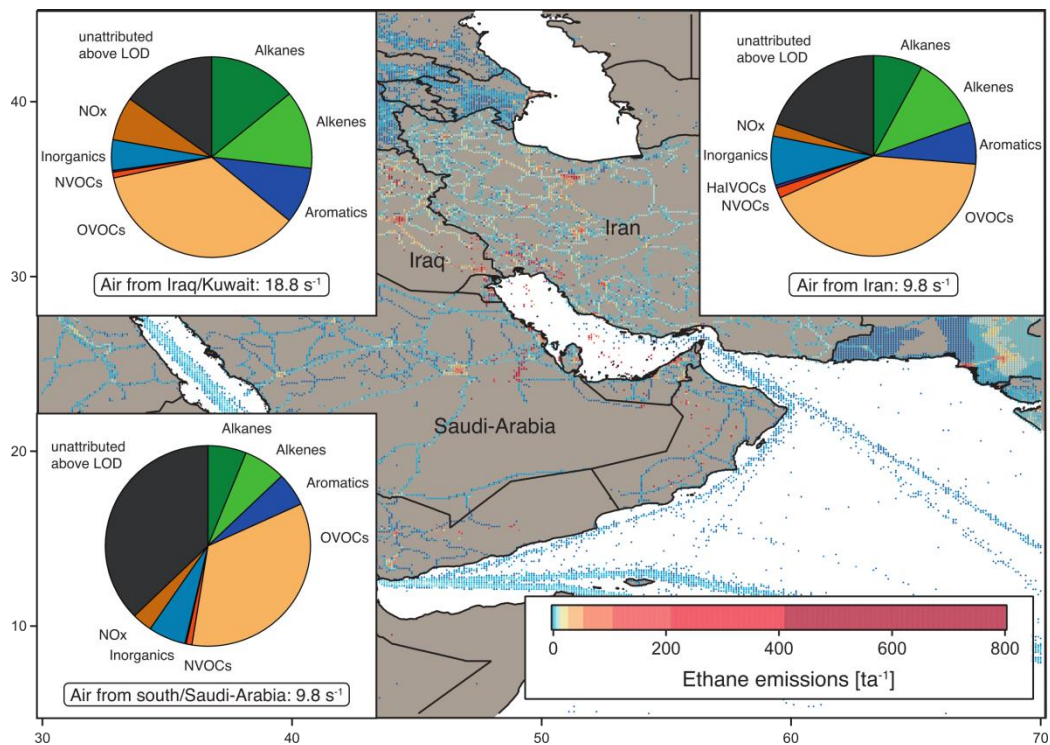 unattributed
above LOD
Alkanes
NOx
Alkenes
Inorganics
NVOCs
Aromatics
OVOCs
Air from Iraq/Kuwait: 18.8 s⁻¹
unattributed
above LOD
Alkanes
Alkenes
NOx
Inorganics
Aromatics
HalVOCs
NVOCs
OVOCs
Air from Iran: 9.8 s⁻¹
Iran
Iraq
Saudi-Arabia
unattributed
above LOD
Alkanes
Alkenes
Aromatics
OVOCs
NOx
Inorganics
NVOCs
Air from south/Saudi-Arabia: 9.8 s⁻¹
0 200 400 600 800
Ethane emissions [ta⁻¹]
40
30
20
10
30 40 50 60 70